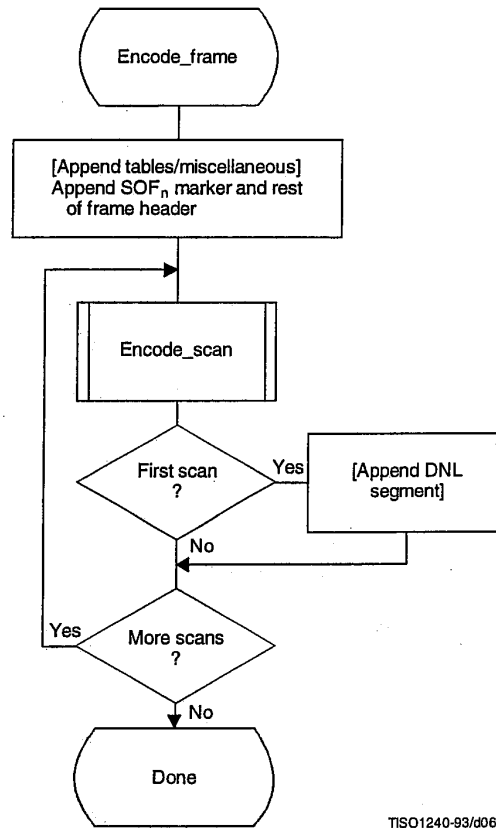 Encode_frame
[Append tables/miscellaneous]
Append SOFn marker and rest
of frame header
Encode_scan
First scan
?
Yes
[Append DNL
segment]
No
Yes
More scans
?
No
Done
TISO1240-93/d06